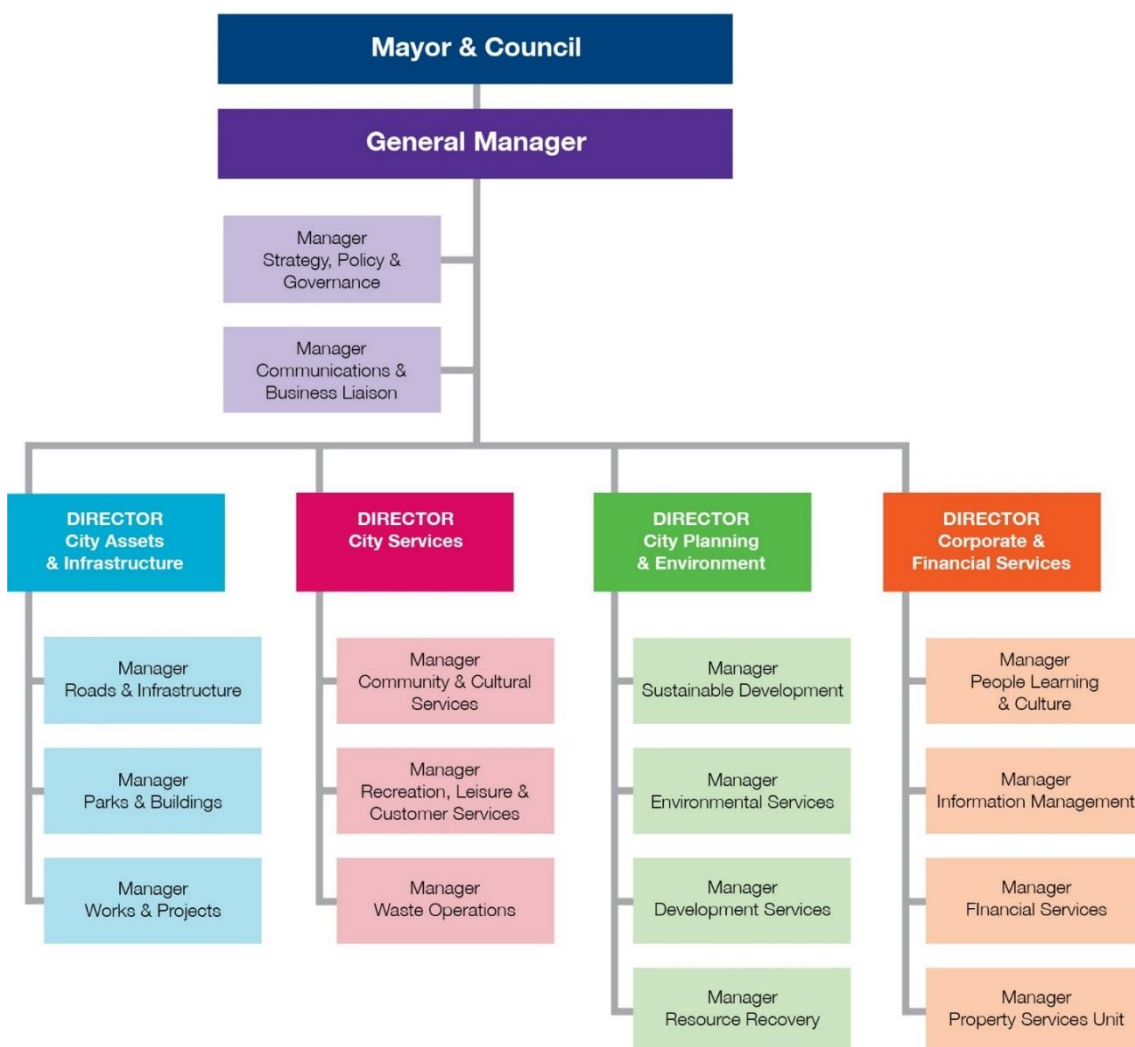 Mayor & Council
General Manager
Manager
Strategy, Policy &
Governance
Manager
Communications &
Business Liaison
DIRECTOR
City Assets
& Infrastructure
Manager
Roads & Infrastructure
Manager
Parks & Buildings
Manager
Works & Projects
DIRECTOR
City Services
Manager
Community & Cultural
Services
Manager
Recreation, Leisure &
Customer Services
Manager
Waste Operations
DIRECTOR
City Planning
& Environment
Manager
Sustainable Development
Manager
Environmental Services
Manager
Development Services
Manager
Resource Recovery
DIRECTOR
Corporate &
Financial Services
Manager
People Learning
& Culture
Manager
Information Management
Manager
FInancial Services
Manager
Property Services Unit